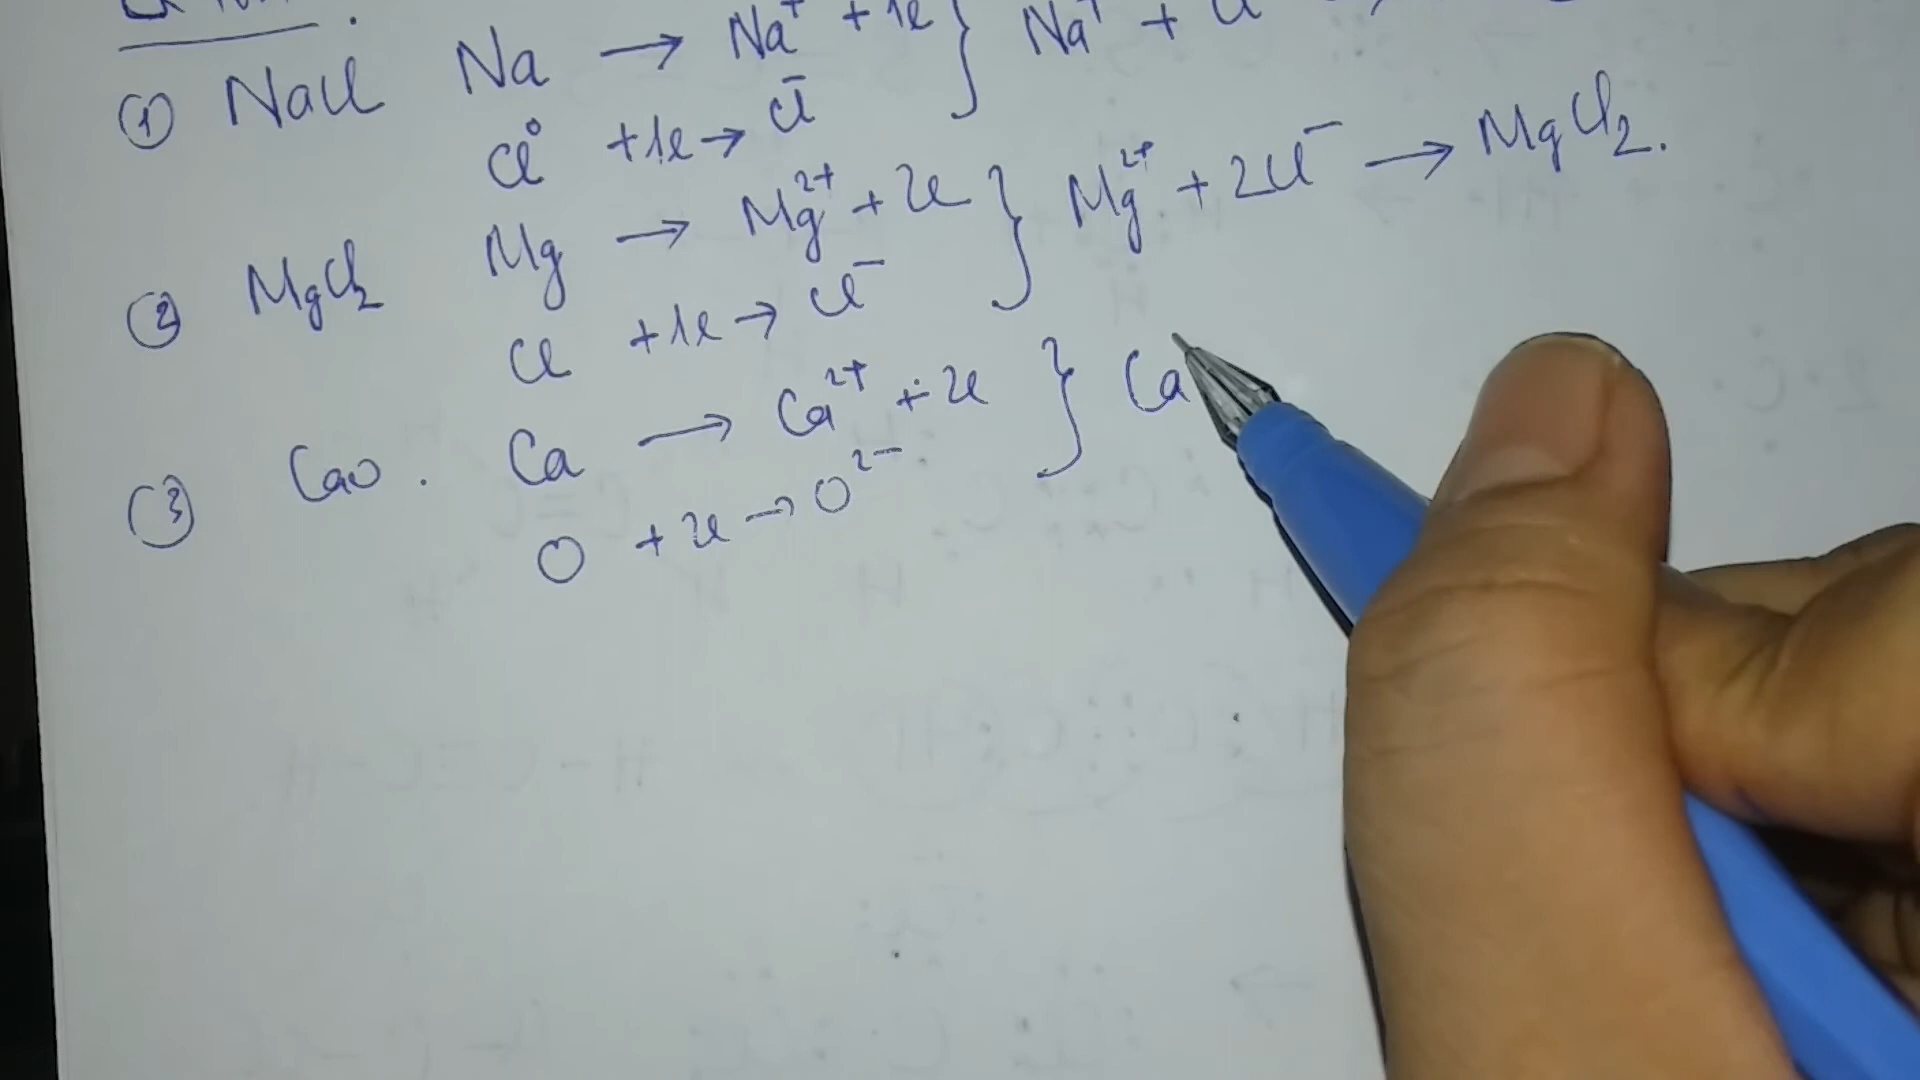 ① NaCl Na → Na⁺ + 1e } Na⁺ + Cl
Cl⁰ +1e → Cl⁻
② MgCl₂ Mg → Mg²⁺ + 2e } Mg²⁺ + 2Cl⁻ → MgCl₂.
Cl +1e → Cl⁻
③ CaO. Ca → Ca²⁺ + 2e } Ca
O + 2e → O²⁻